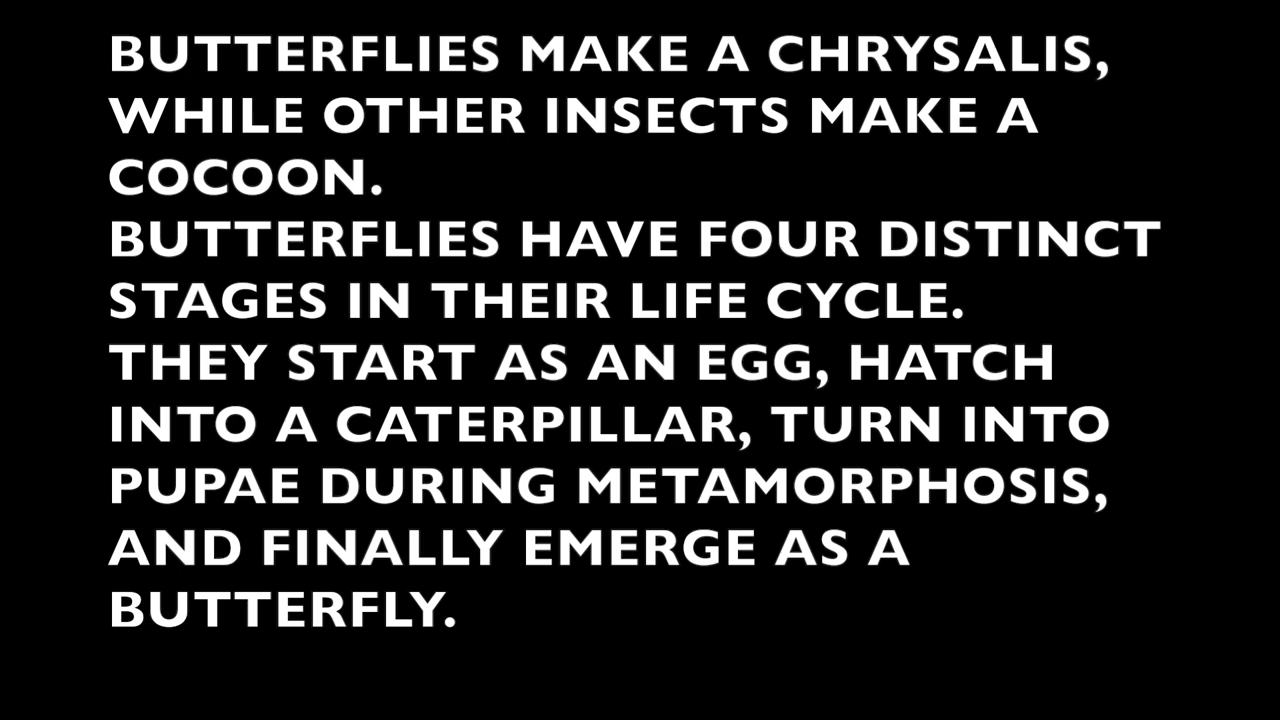 BUTTERFLIES MAKE A CHRYSALIS,
WHILE OTHER INSECTS MAKE A
COCOON.
BUTTERFLIES HAVE FOUR DISTINCT
STAGES IN THEIR LIFE CYCLE.
THEY START AS AN EGG, HATCH
INTO A CATERPILLAR, TURN INTO
PUPAE DURING METAMORPHOSIS,
AND FINALLY EMERGE AS A
BUTTERFLY.